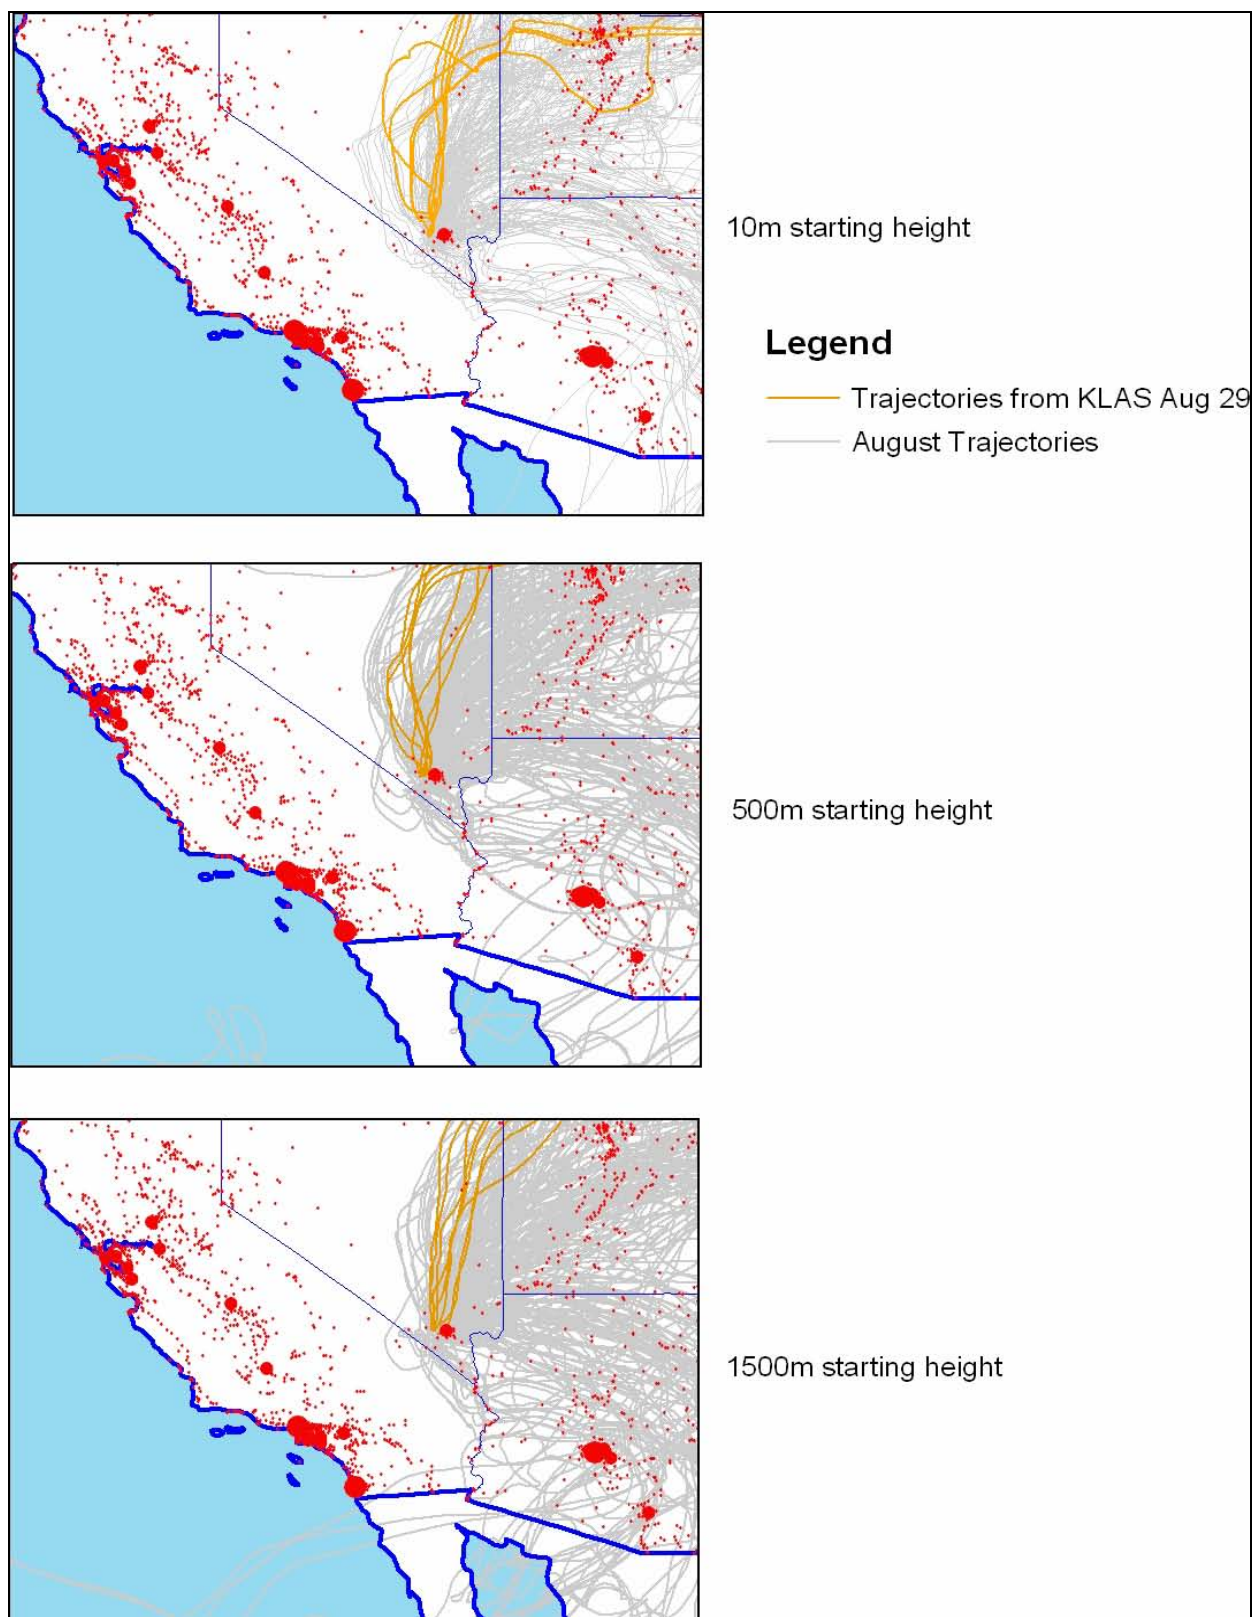 10m starting height
Legend
Trajectories from KLAS Aug 29
August Trajectories
500m starting height
1500m starting height